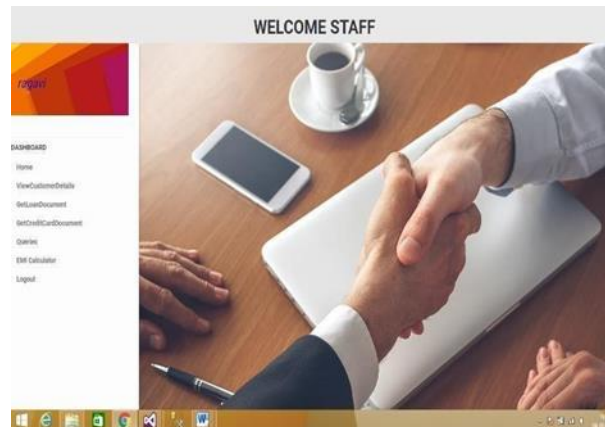 WELCOME STAFF
ragavi
DASHBOARD
Home
ViewCustomerDetails
GetLoanDocument
GetCreditCardDocument
Queries
EMI Calculator
Logout